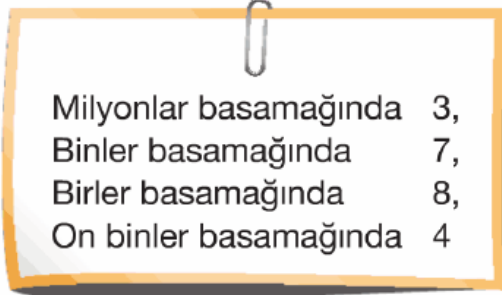 Milyonlar basamağında 3,
Binler basamağında 7,
Birler basamağında 8,
On binler basamağında 4